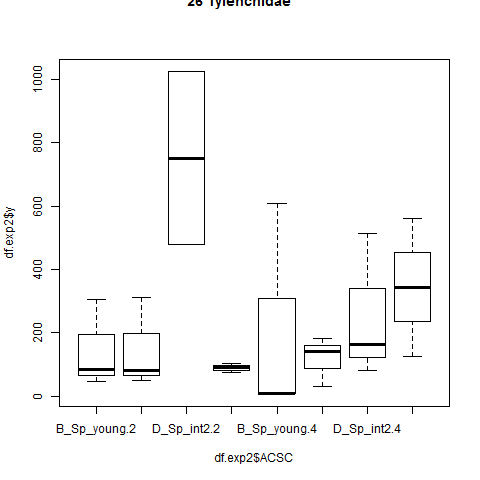 26 Tylenchidae
df.exp2$y
0
200
400
600
800
1000
B_Sp_young.2
D_Sp_int2.2
B_Sp_young.4
D_Sp_int2.4
df.exp2$ACSC